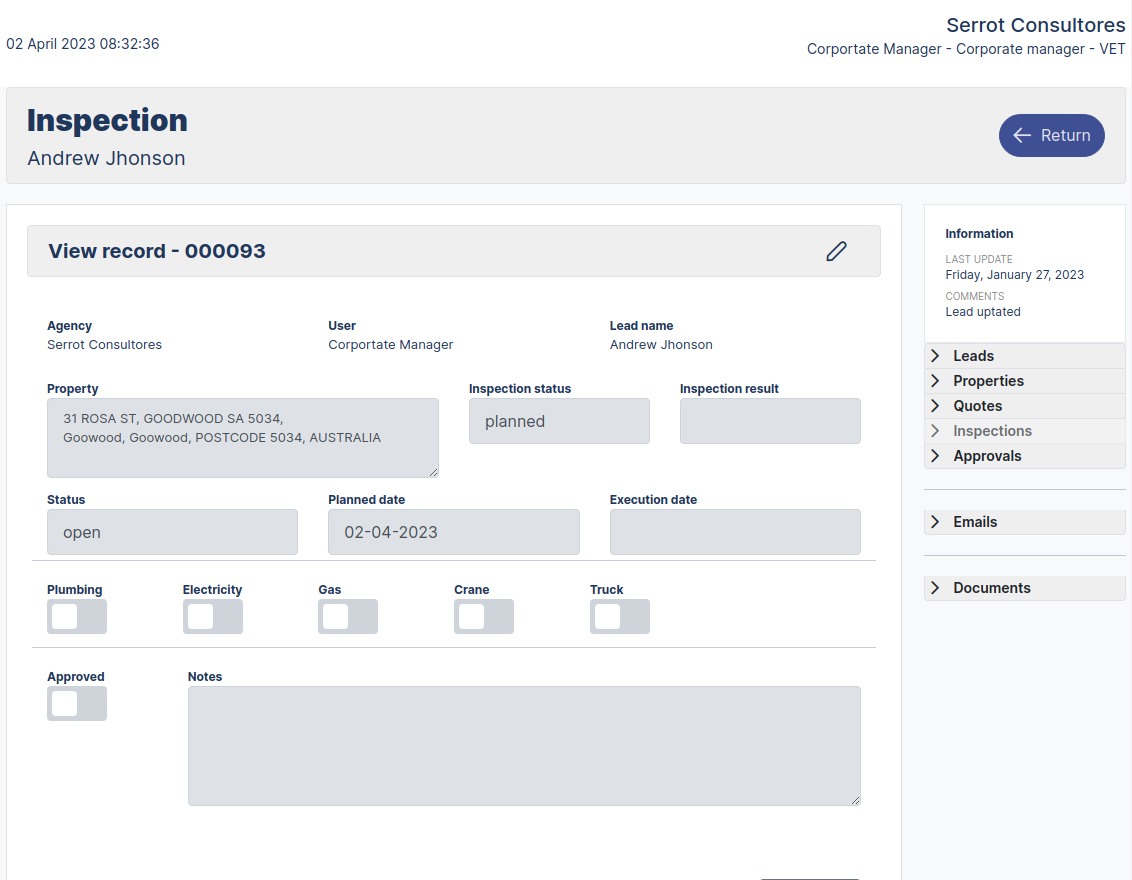 Serrot Consultores
02 April 2023 08:32:36
Corportate Manager - Corporate manager - VET
Inspection
Andrew Jhonson
Return
View record - 000093
Agency
Serrot Consultores
User
Corportate Manager
Lead name
Andrew Jhonson
Property
31 ROSA ST, GOODWOOD SA 5034,
Goowood, Goowood, POSTCODE 5034, AUSTRALIA
Inspection status
planned
Inspection result
Status
open
Planned date
02-04-2023
Execution date
Plumbing
Electricity
Gas
Crane
Truck
Approved
Notes
Information
LAST UPDATE
Friday, January 27, 2023
COMMENTS
Lead uptated
Leads
Properties
Quotes
Inspections
Approvals
Emails
Documents